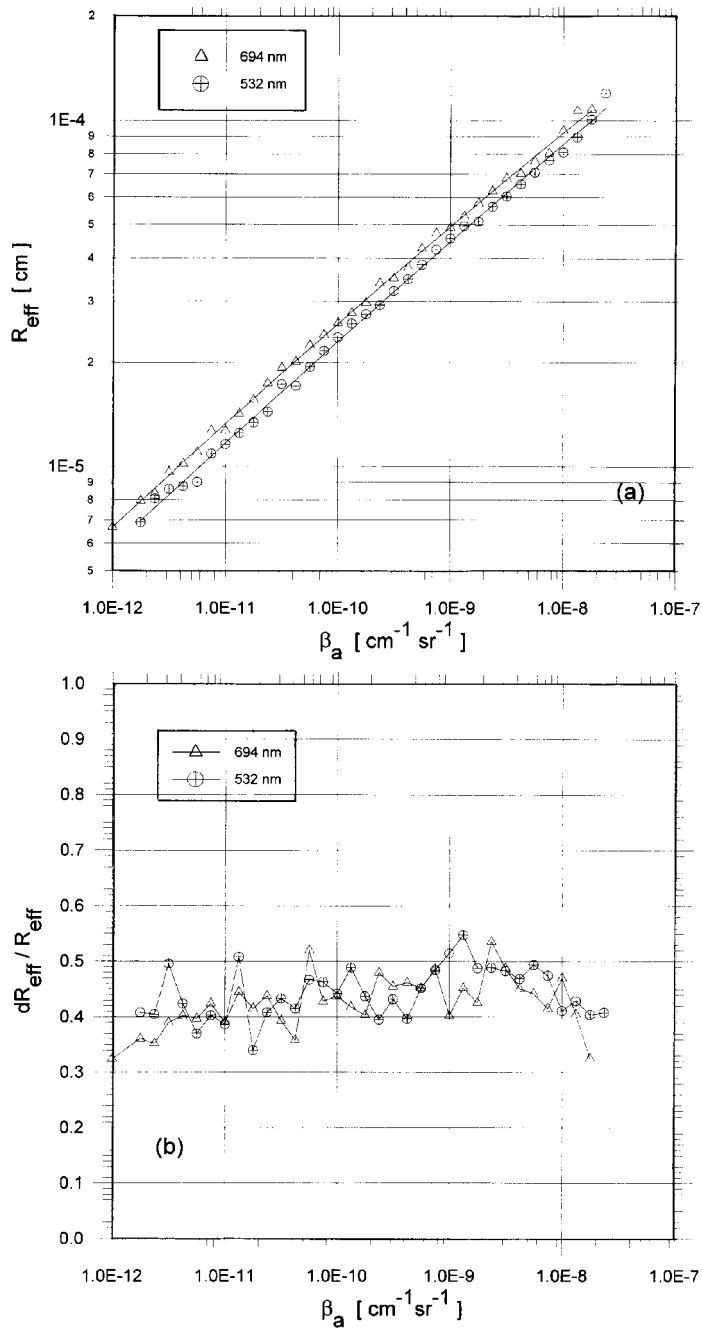 2
694 nm
532 nm
1E-4
9
8
7
6
5
4
3
2
1E-5
9
8
7
6
5
R_eff [ cm]
(a)
1.0E-12 1.0E-11 1.0E-10 1.0E-9 1.0E-8 1.0E-7
β_a [ cm⁻¹ sr⁻¹ ]
1.0
0.9
694 nm
532 nm
0.8
0.7
0.6
0.5
0.4
0.3
0.2
0.1
0.0
dR_eff / R_eff
(b)
1.0E-12 1.0E-11 1.0E-10 1.0E-9 1.0E-8 1.0E-7
β_a [ cm⁻¹sr⁻¹ ]